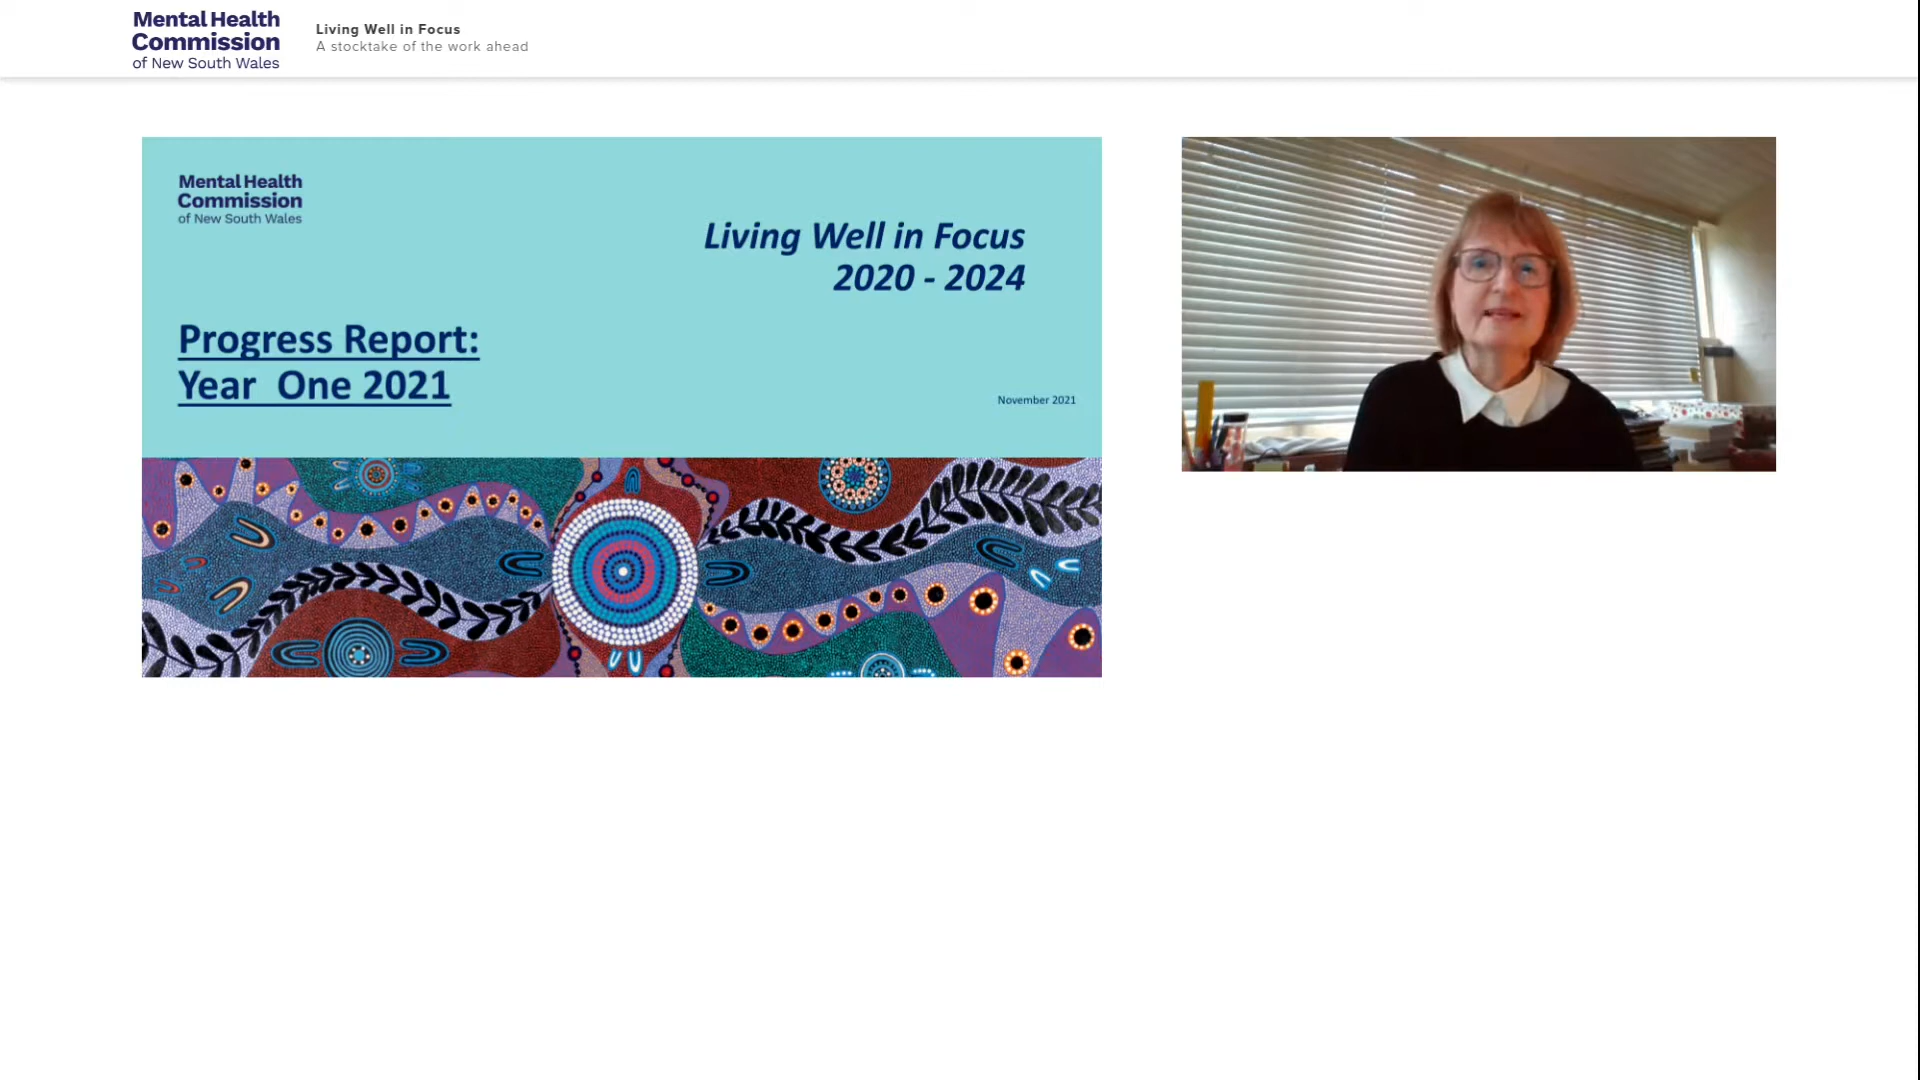 Mental Health
Commission
of New South Wales
Living Well in Focus
A stocktake of the work ahead
Mental Health
Commission
of New South Wales
Living Well in Focus
2020 - 2024
Progress Report:
Year One 2021
November 2021